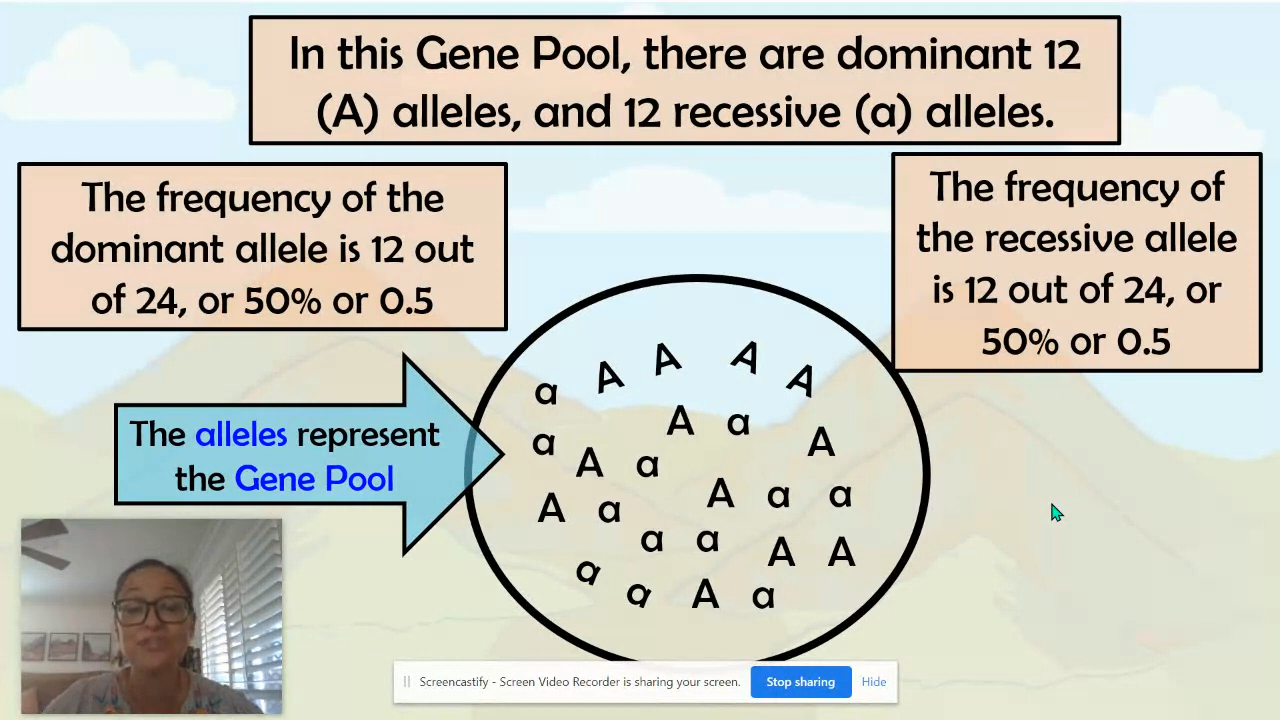 In this Gene Pool, there are dominant 12
(A) alleles, and 12 recessive (a) alleles.
The frequency of the
dominant allele is 12 out
of 24, or 50% or 0.5
The frequency of
the recessive allele
is 12 out of 24, or
50% or 0.5
The alleles represent
the Gene Pool
a A A A A
A a
a A
A a
A a a
A a
a a
A A
a a A a
Screencastify - Screen Video Recorder is sharing your screen. Stop sharing Hide